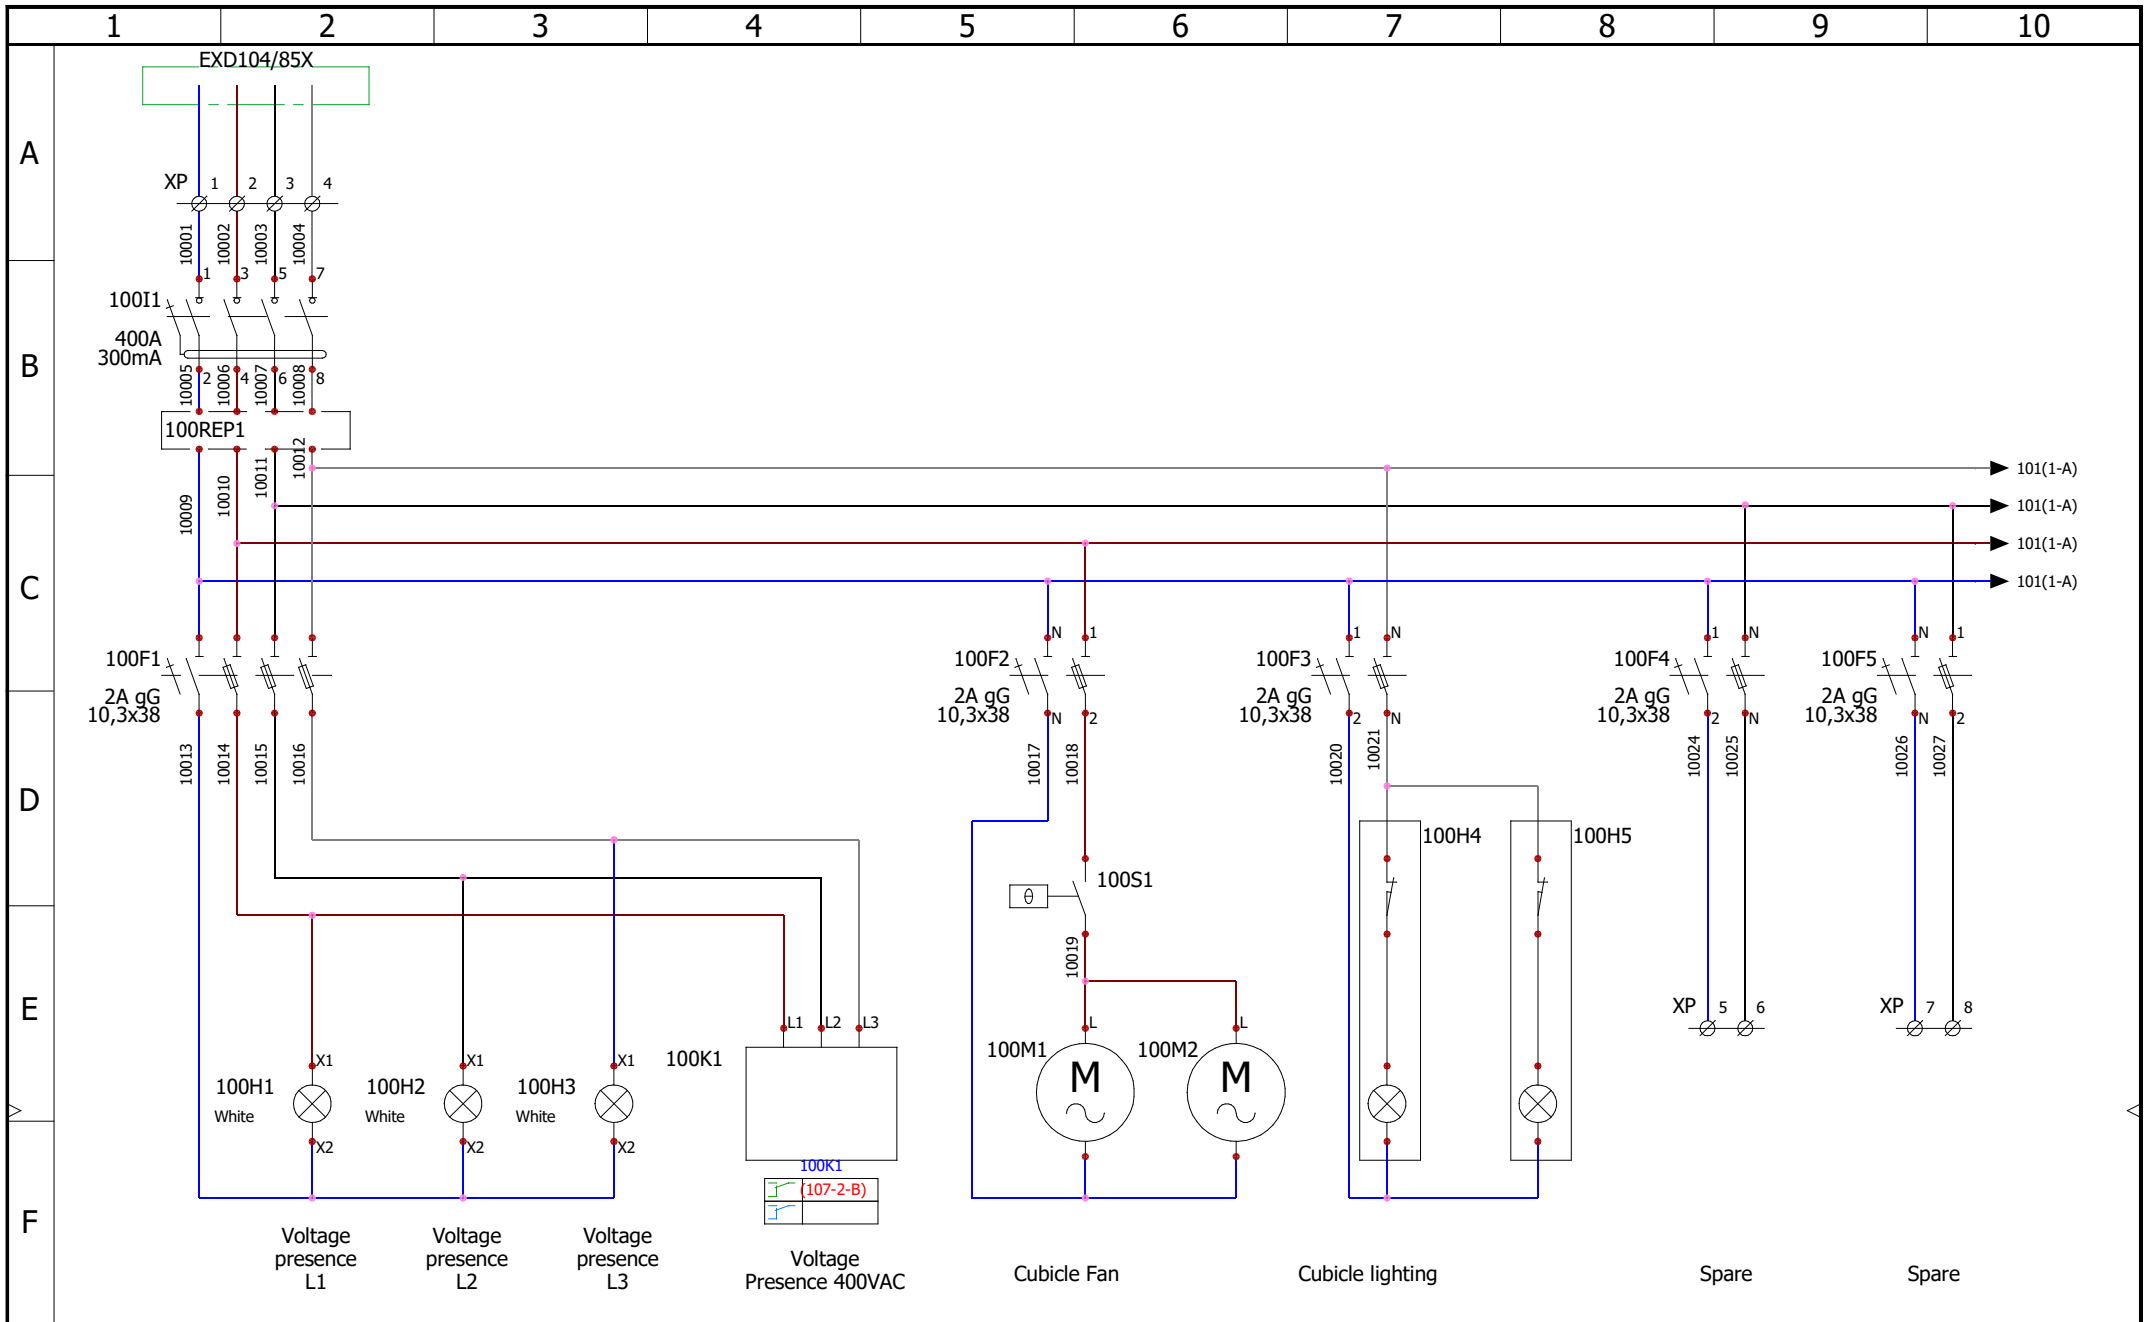 1 2 3 4 5 6 7 8 9 10
EXD104/85X
A
XP 1 2 3 4
10001 10002 10003 10004
1 3 5 7
100I1
400A
300mA
B
10005 10006 10007 10008
2 4 6 8
100REP1
10009 10010 10011 10012
101(1-A)
101(1-A)
101(1-A)
101(1-A)
C
N 1 1 N 1 N N 1
100F1 100F2 100F3 100F4 100F5
2A gG 2A gG 2A gG 2A gG 2A gG
10,3x38 10,3x38 10,3x38 10,3x38 10,3x38
N 2 2 N 2 N N 2
10013 10014 10015 10016 10017 10018 10020 10021 10024 10025 10026 10027
D
100H4 100H5
θ 100S1
10019
E
XP 5 6 XP 7 8
L1 L2 L3 L L
100M1 M 100M2 M
X1 X1 X1 100K1
100H1 100H2 100H3
White White White
X2 X2 X2
100K1
(107-2-B)
F
Voltage
presence
L1
Voltage
presence
L2
Voltage
presence
L3
Voltage
Presence 400VAC
Cubicle Fan
Cubicle lighting
Spare
Spare